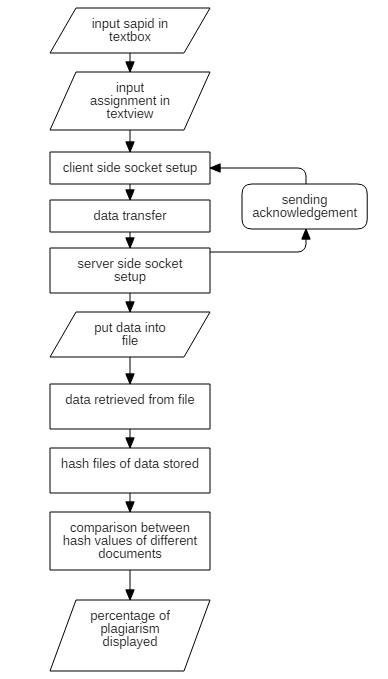 input sapid in
textbox
input
assignment in
textview
client side socket setup
sending
acknowledgement
data transfer
server side socket
setup
put data into
file
data retrieved from file
hash files of data stored
comparison between
hash values of different
documents
percentage of
plagiarism
displayed